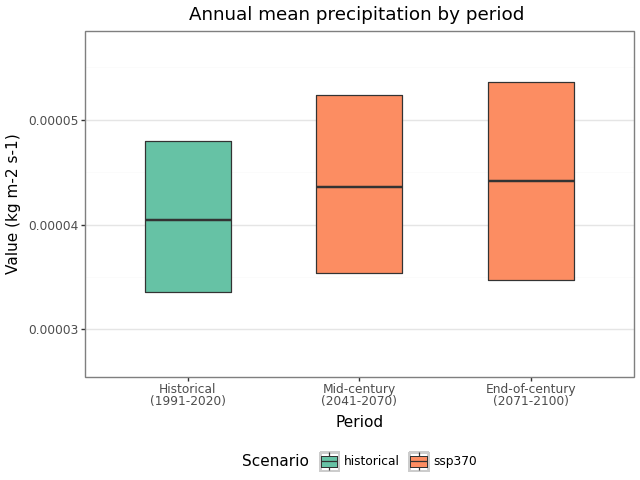 Annual mean precipitation by period
Value (kg m-2 s-1)
0.00005
0.00004
0.00003
Historical
(1991-2020)
Mid-century
(2041-2070)
End-of-century
(2071-2100)
Period
Scenario historical ssp370